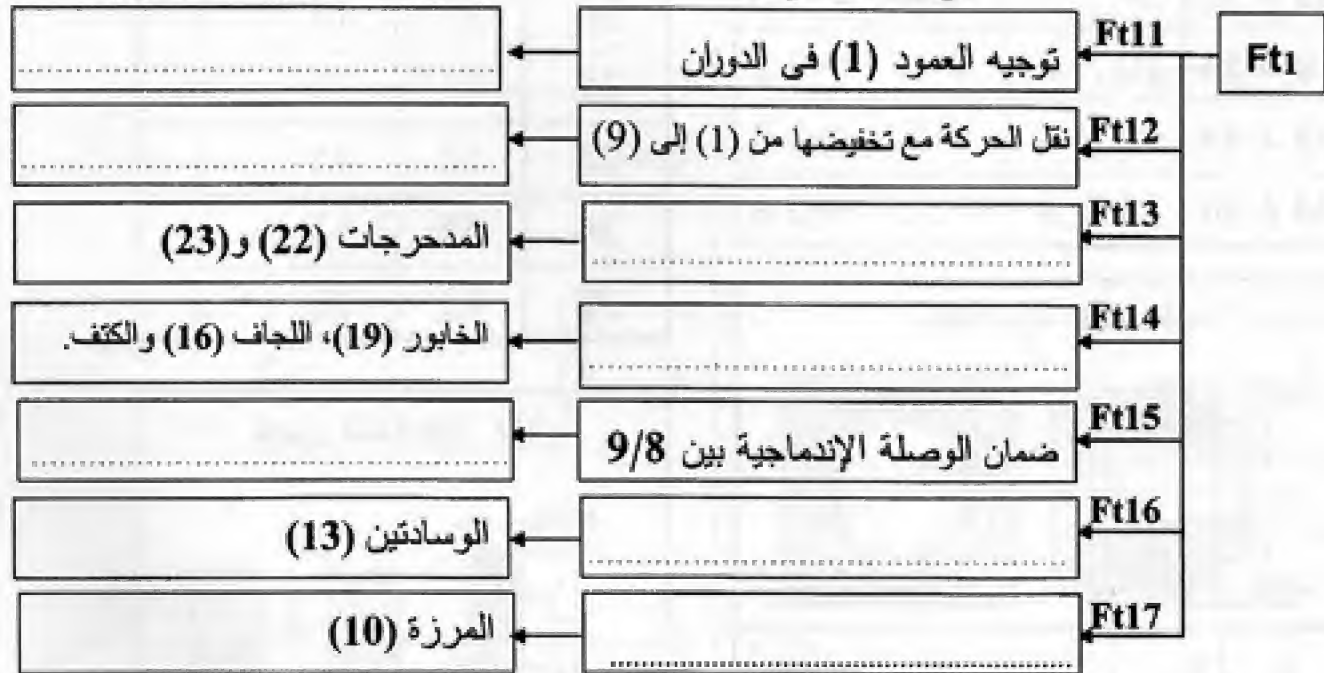 Ft1
Ft11
توجيه العمود (1) فى الدوران
Ft12
نقل الحركة مع تخفيضها من (1) إلى (9)
Ft13
المدحرجات (22) و(23)
Ft14
الخابور (19)، اللجاف (16) والكتف.
Ft15
ضمان الوصلة الإندماجية بين 9/8
Ft16
الوسادتين (13)
Ft17
المرزة (10)